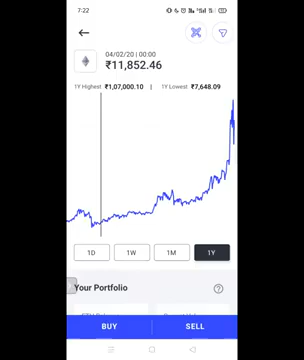 7:22
04/02/20 | 00:00
₹11,852.46
1Y Highest ₹1,07,000.10 | 1Y Lowest ₹7,648.09
1D 1W 1M 1Y
Your Portfolio
BUY SELL